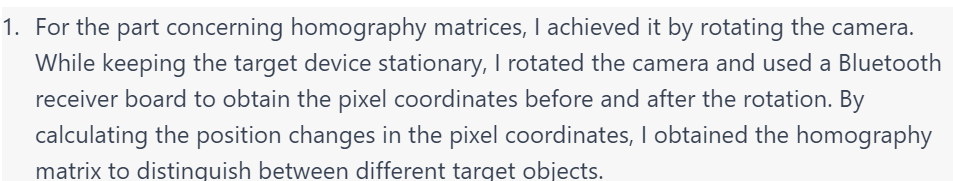 1. For the part concerning homography matrices, I achieved it by rotating the camera.
While keeping the target device stationary, I rotated the camera and used a Bluetooth
receiver board to obtain the pixel coordinates before and after the rotation. By
calculating the position changes in the pixel coordinates, I obtained the homography
matrix to distinguish between different target objects.